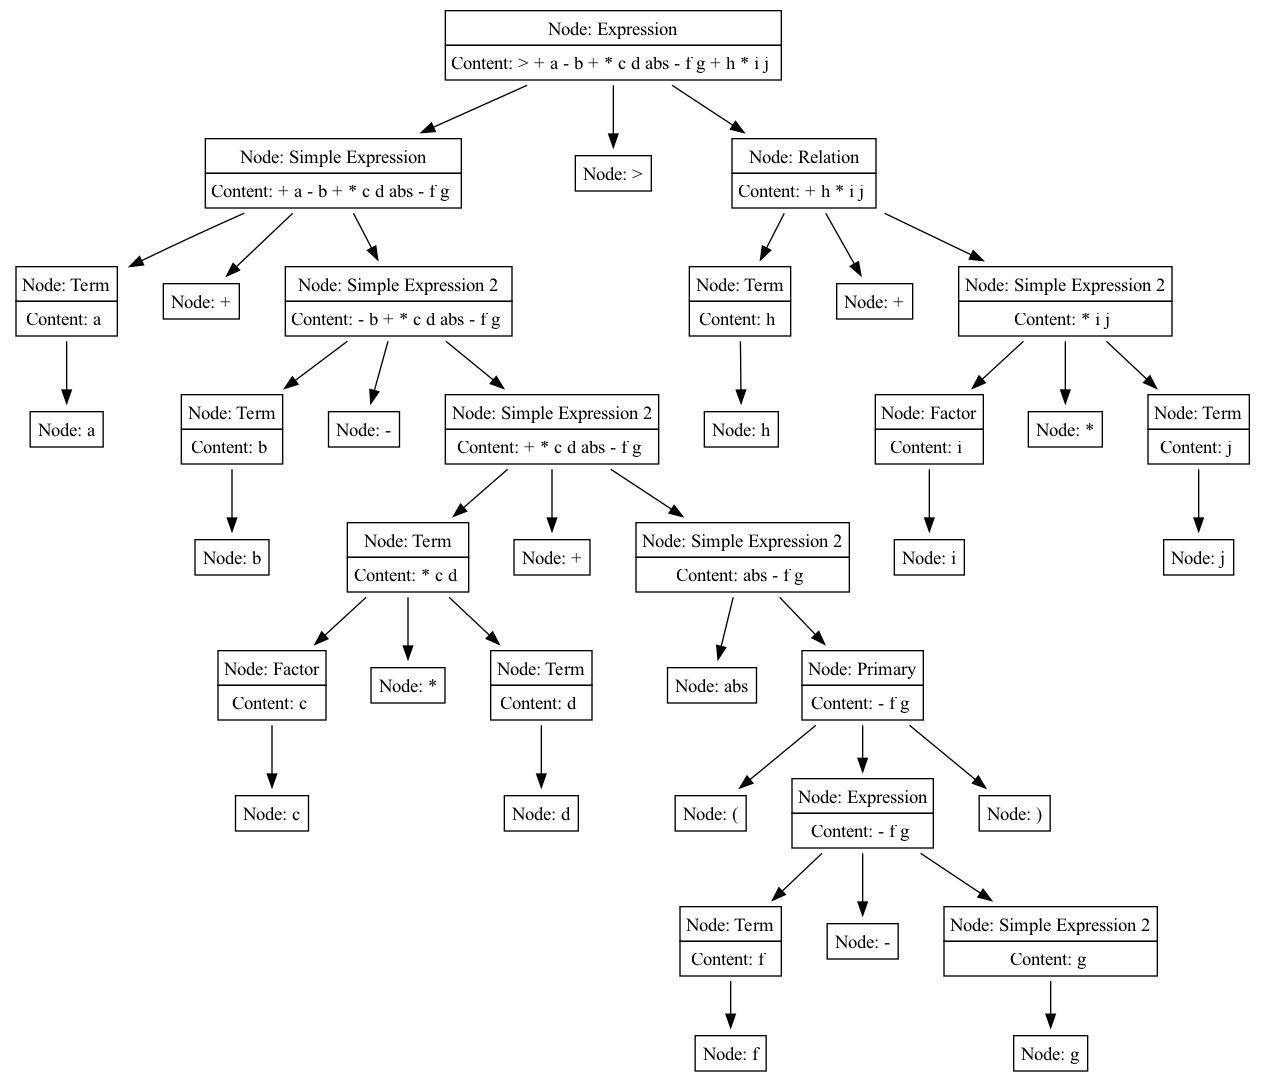 Node: Expression
Content: > + a - b + * c d abs - f g + h * i j
Node: Simple Expression
Content: + a - b + * c d abs - f g
Node: >
Node: Relation
Content: + h * i j
Node: Term
Content: a
Node: +
Node: Simple Expression 2
Content: - b + * c d abs - f g
Node: Term
Content: h
Node: +
Node: Simple Expression 2
Content: * i j
Node: a
Node: Term
Content: b
Node: -
Node: Simple Expression 2
Content: + * c d abs - f g
Node: h
Node: Factor
Content: i
Node: *
Node: Term
Content: j
Node: b
Node: Term
Content: * c d
Node: +
Node: Simple Expression 2
Content: abs - f g
Node: i
Node: j
Node: Factor
Content: c
Node: *
Node: Term
Content: d
Node: abs
Node: Primary
Content: - f g
Node: c
Node: d
Node: (
Node: Expression
Content: - f g
Node: )
Node: Term
Content: f
Node: -
Node: Simple Expression 2
Content: g
Node: f
Node: g